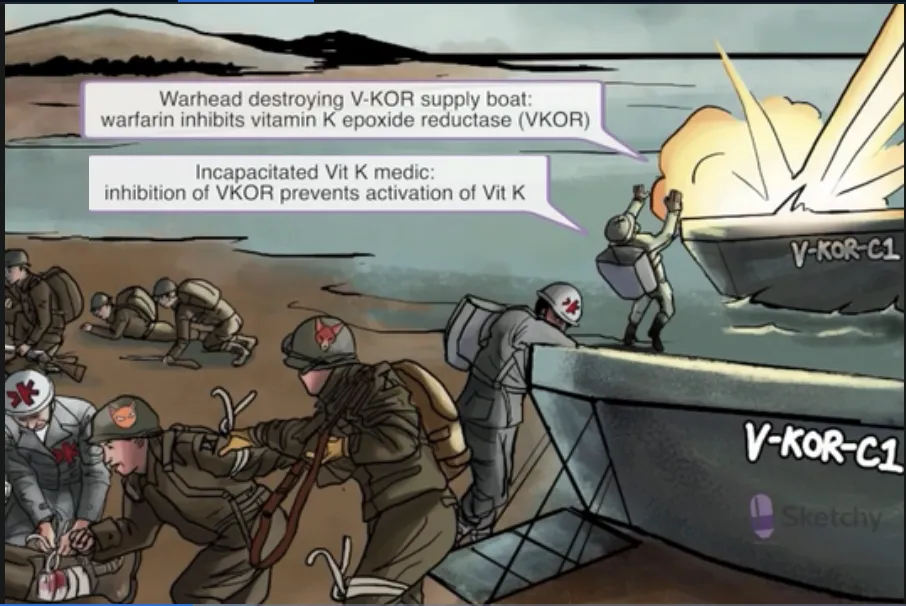 Warhead destroying V-KOR supply boat:
warfarin inhibits vitamin K epoxide reductase (VKOR)
Incapacitated Vit K medic:
inhibition of VKOR prevents activation of Vit K
V-KOR-C1
V-KOR-C1
Sketchy